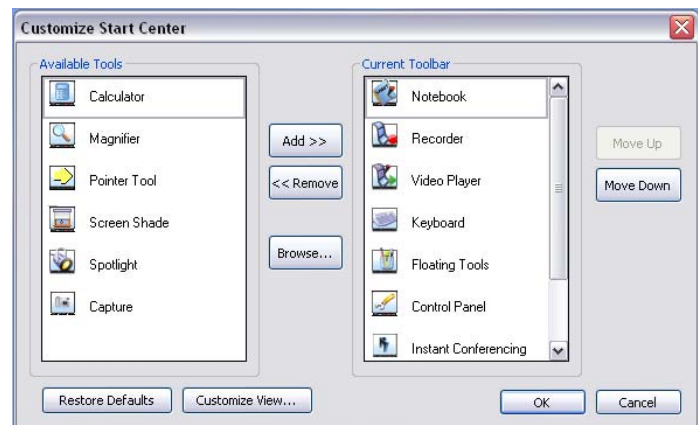 Customize Start Center
Available Tools
Current Toolbar
Calculator
Magnifier
Pointer Tool
Screen Shade
Spotlight
Capture
Add >>
<< Remove
Browse...
Notebook
Recorder
Video Player
Keyboard
Floating Tools
Control Panel
Instant Conferencing
Move Up
Move Down
Restore Defaults
Customize View...
OK
Cancel